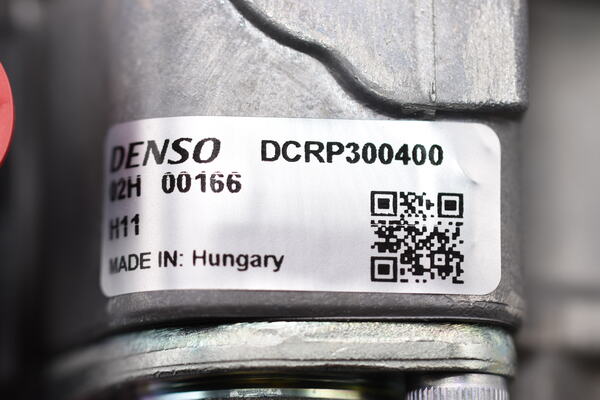 DENSO DCRP300400
02H 00166
H11
MADE IN: Hungary